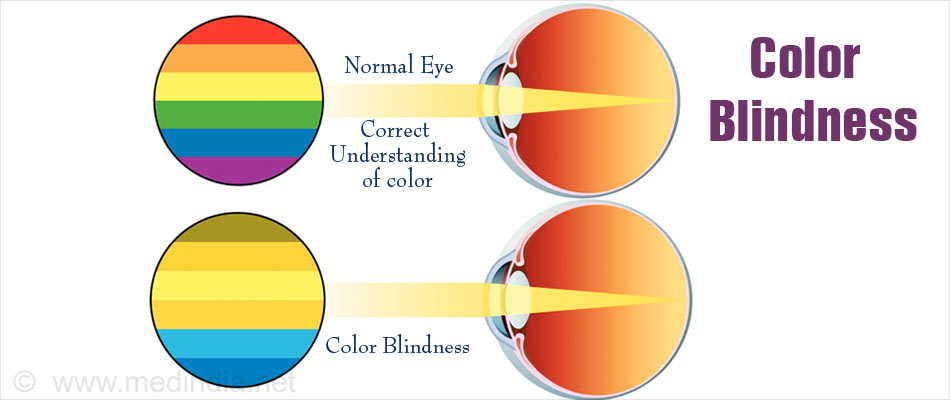 Normal Eye
Correct
Understanding
of color
Color
Blindness
Color Blindness
© www.medindia.net